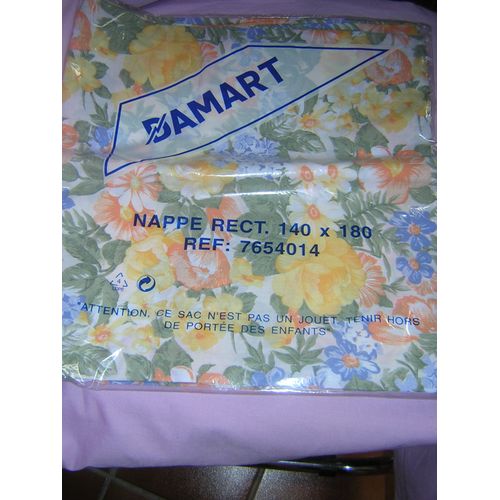 DAMART
NAPPE RECT. 140 x 180
REF: 7654014
4
"ATTENTION, CE SAC N'EST PAS UN JOUET. TENIR HORS
DE PORTÉE DES ENFANTS"